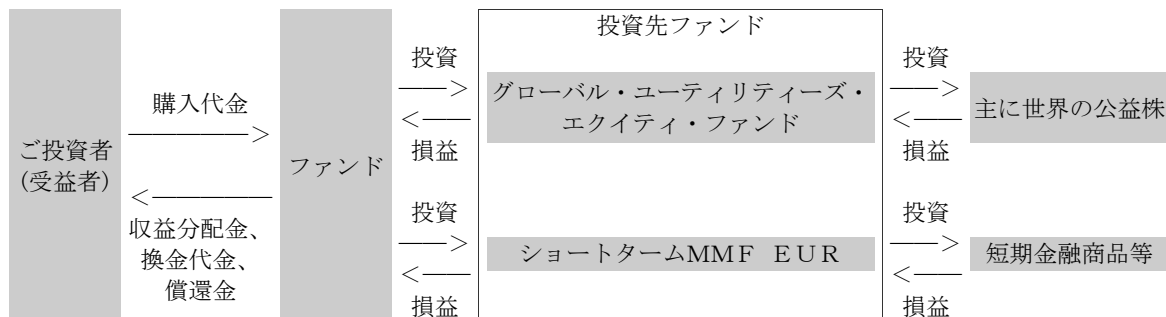 ご投資者
(受益者)
購入代金
————>
<————
収益分配金、
換金代金、
償還金
ファンド
投資
——>
<——
損益
投資
——>
<——
損益
投資先ファンド
グローバル・ユーティリティーズ・
エクイティ・ファンド
ショートタームMMF EUR
投資
——>
<——
損益
投資
——>
<——
損益
主に世界の公益株
短期金融商品等